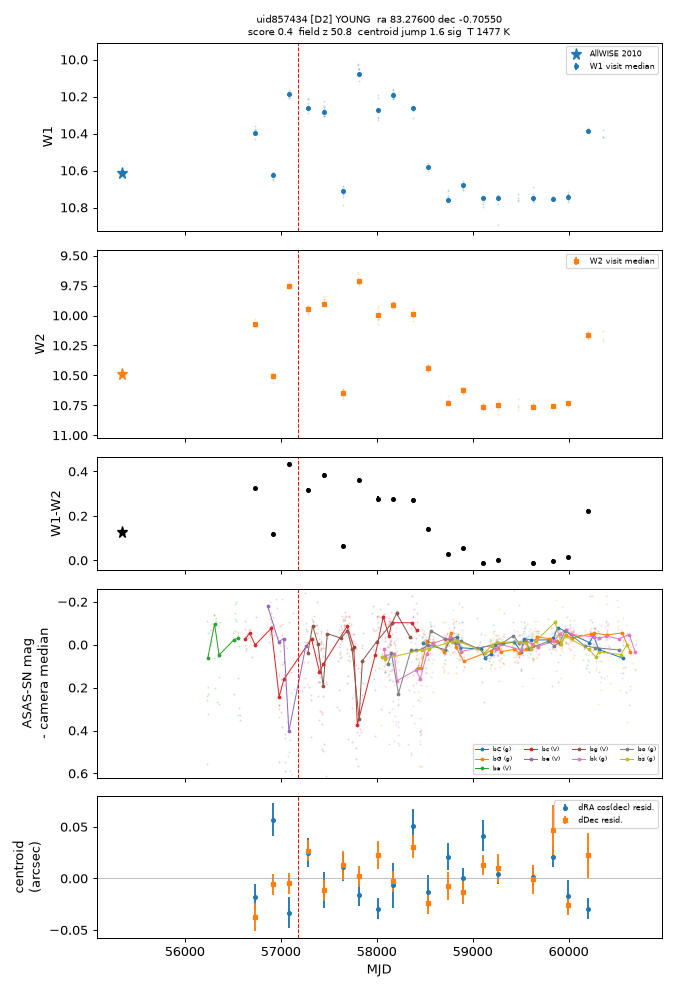 uid857434 [D2] YOUNG ra 83.27600 dec -0.70550
score 0.4 field z 50.8 centroid jump 1.6 sig T 1477 K
W1
10.0
10.2
10.4
10.6
10.8
AllWISE 2010
W1 visit median
W2
9.50
9.75
10.00
10.25
10.50
10.75
11.00
W2 visit median
W1-W2
0.4
0.2
0.0
ASAS-SN mag
- camera median
−0.2
0.0
0.2
0.4
0.6
bC (g)
bG (g)
ba (V)
bc (V)
be (V)
bg (V)
bk (g)
bo (g)
bs (g)
centroid
(arcsec)
0.05
0.00
−0.05
dRA cos(dec) resid.
dDec resid.
56000
57000
58000
59000
60000
MJD